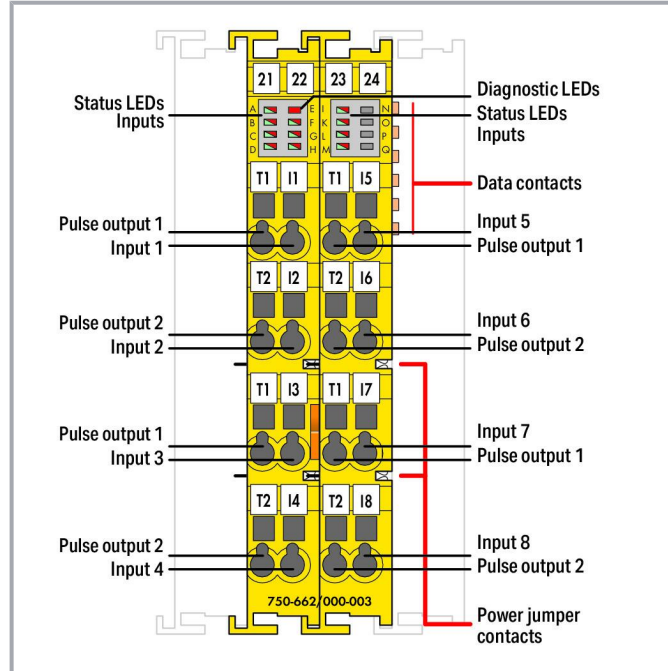 21 22 23 24
Diagnostic LEDs
Status LEDs
Inputs
Status LEDs
Inputs
A E I N
B F K O
C G L P
D H M Q
Data contacts
T1 I1 T1 I5
Pulse output 1
Input 1
Input 5
Pulse output 1
T2 I2 T2 I6
Pulse output 2
Input 2
Input 6
Pulse output 2
T1 I3 T1 I7
Pulse output 1
Input 3
Input 7
Pulse output 1
T2 I4 T2 I8
Pulse output 2
Input 4
Input 8
Pulse output 2
750-662/000-003
Power jumper
contacts